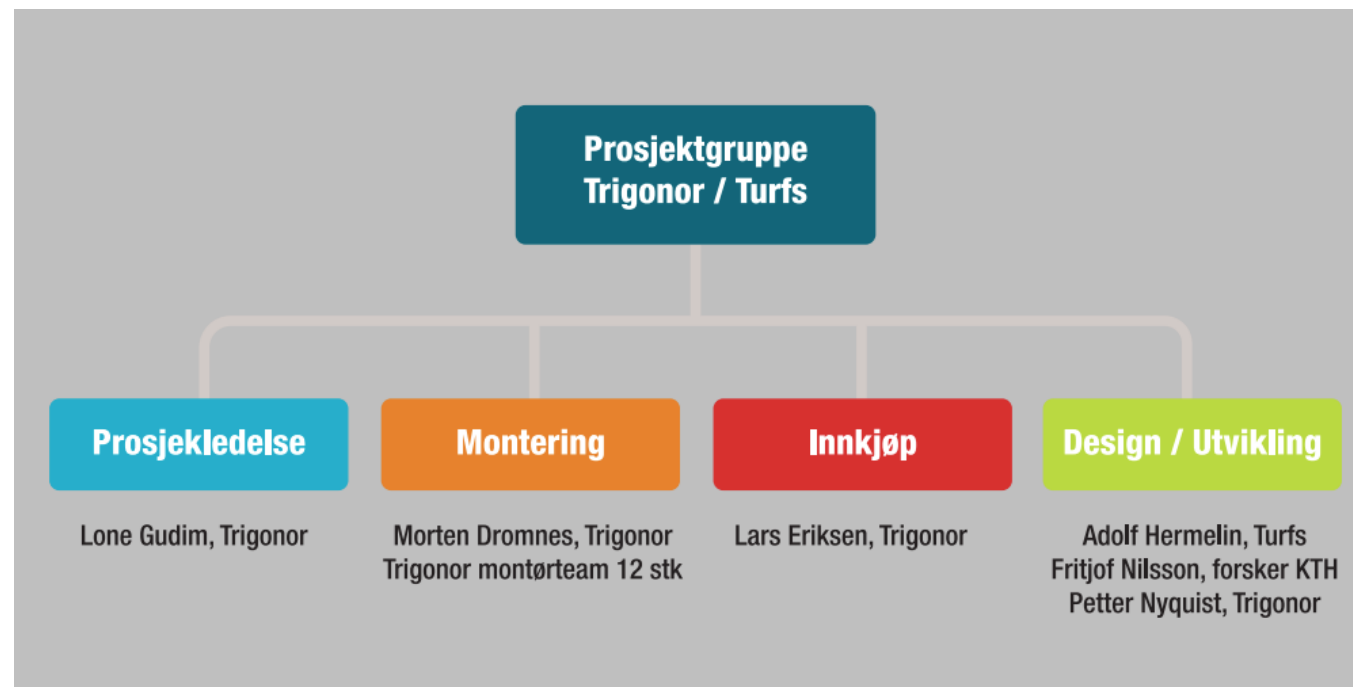 Prosjektgruppe
Trigonor / Turfs
Prosjekledelse
Lone Gudim, Trigonor
Montering
Morten Dromnes, Trigonor
Trigonor montørteam 12 stk
Innkjøp
Lars Eriksen, Trigonor
Design / Utvikling
Adolf Hermelin, Turfs
Fritjof Nilsson, forsker KTH
Petter Nyquist, Trigonor